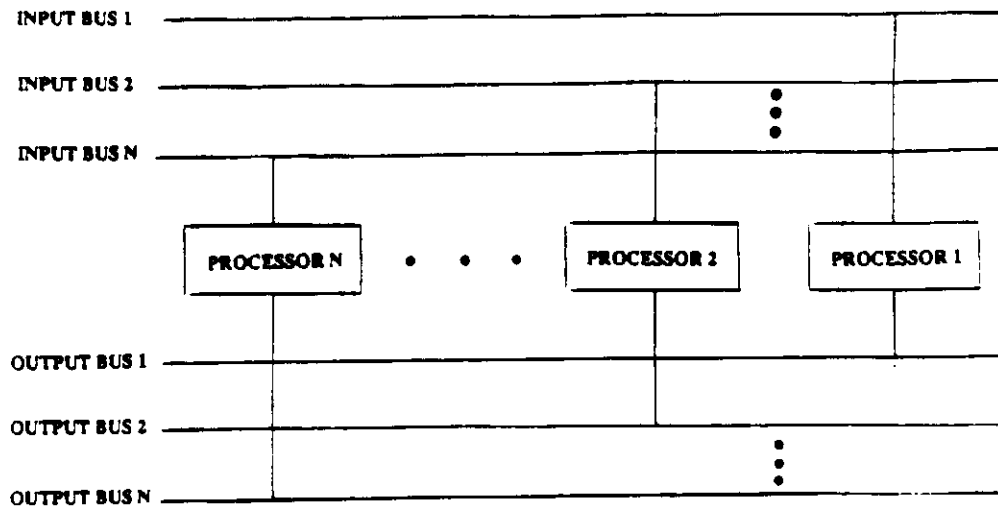 INPUT BUS 1
INPUT BUS 2
INPUT BUS N
PROCESSOR N
PROCESSOR 2
PROCESSOR 1
OUTPUT BUS 1
OUTPUT BUS 2
OUTPUT BUS N